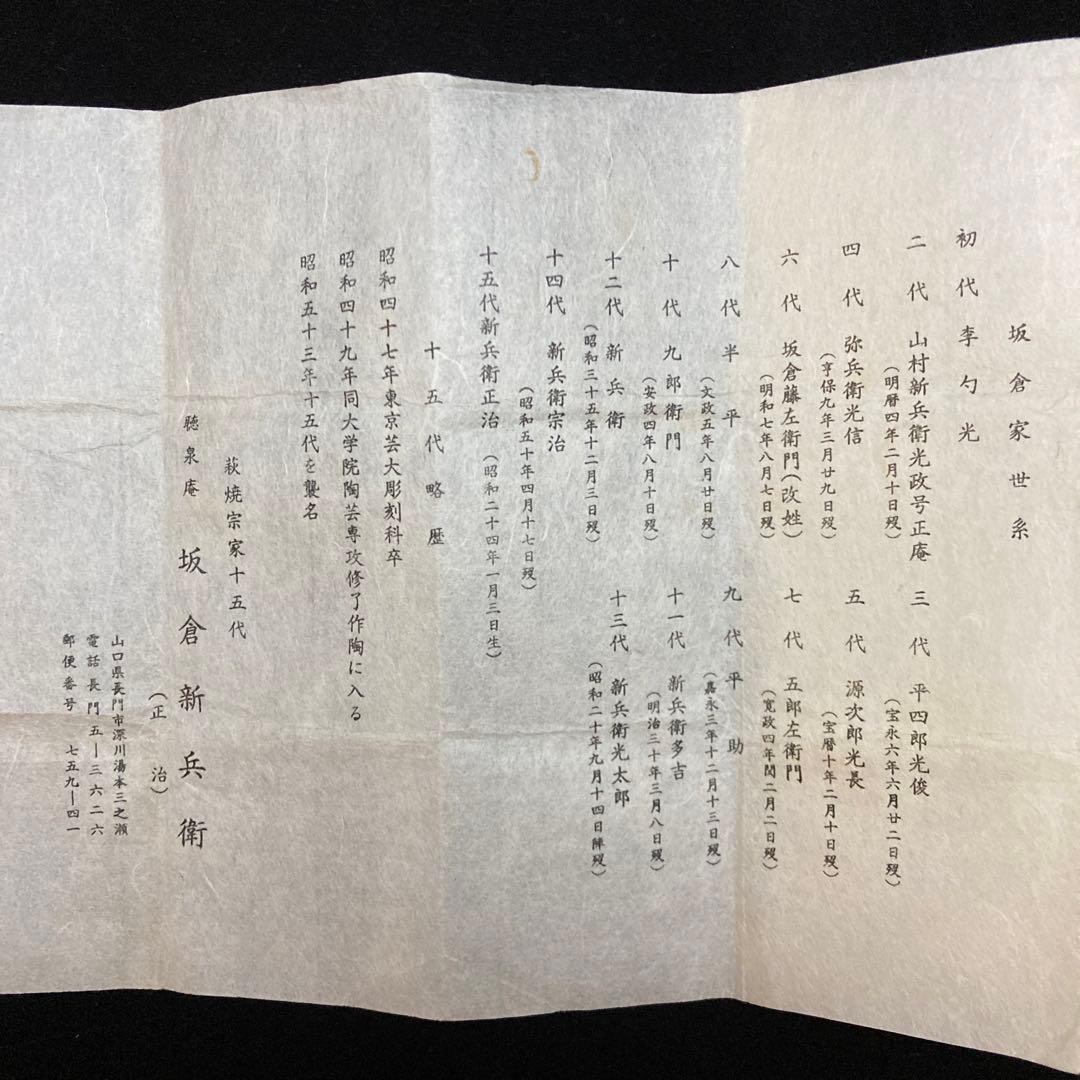 坂倉家世系
初代 李勺光
二代 山村新兵衛光政号正庵 三代 平四郎光俊
(明暦四年二月十日歿) (宝永六年六月廿二日歿)
四代 弥兵衛光信 五代 源次郎光長
(亨保九年三月廿九日歿) (宝暦十年二月十日歿)
六代 坂倉藤左衛門(改姓) 七代 五郎左衛門
(明和七年八月七日歿) (寛政四年閏二月二日歿)
八代半平 九代平助
(文政五年八月廿日歿) (嘉永三年十二月十三日歿)
十代 九郎衛門 十一代 新兵衛多吉
(安政四年八月十日歿) (明治三十年三月八日歿)
十二代 新兵衛 十三代 新兵衛光太郎
(昭和三十五年十二月三日歿) (昭和二十年九月十四日陣歿)
十四代 新兵衛宗治
(昭和五十年四月十七日歿)
十五代新兵衛正治 (昭和二十四年一月三日生)
十五代略歴
昭和四十七年東京芸大彫刻科卒
昭和四十九年同大学院陶芸専攻修了作陶に入る
昭和五十三年十五代を襲名
萩焼宗家十五代
聴泉庵 坂倉新兵衛
(正治)
山口県長門市深川湯本三之瀬
電話長門五―三六二六
郵便番号 七五九―四一